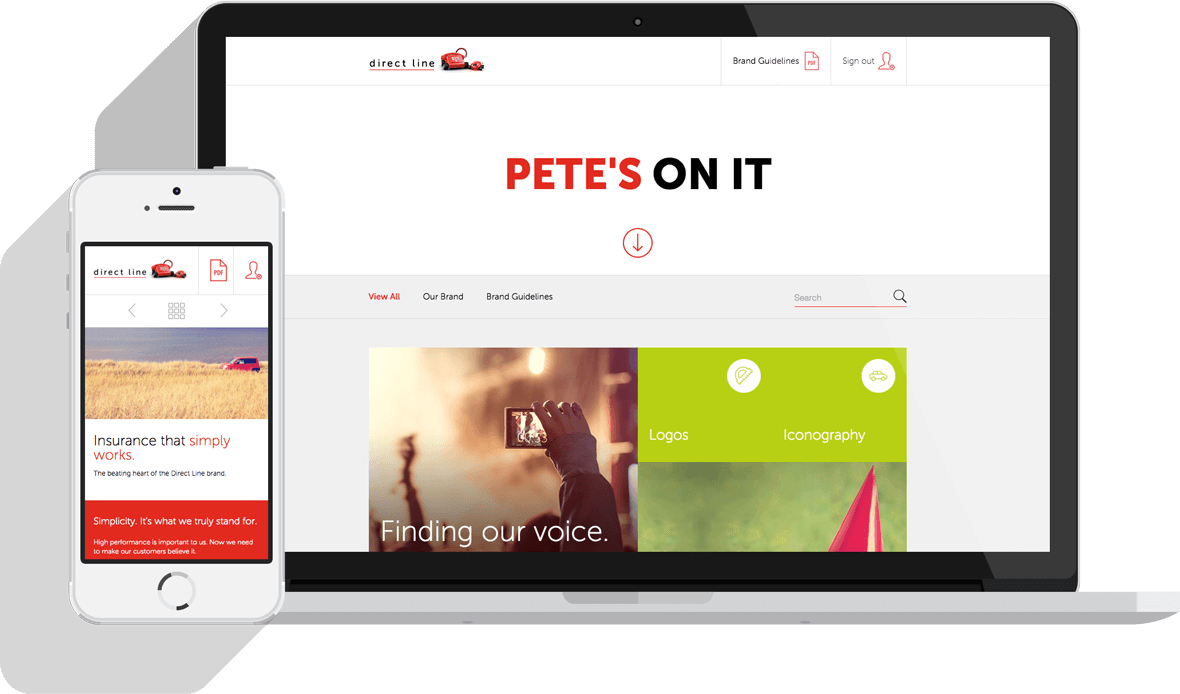 direct line
Brand Guidelines
PDF
Sign out
PETE'S ON IT
View All
Our Brand
Brand Guidelines
Search
Finding our voice.
Logos
Iconography
direct line
PDF
Insurance that simply
works.
The beating heart of the Direct Line brand.
Simplicity. It's what we truly stand for.
High performance is important to us. Now we need
to make our customers believe it.